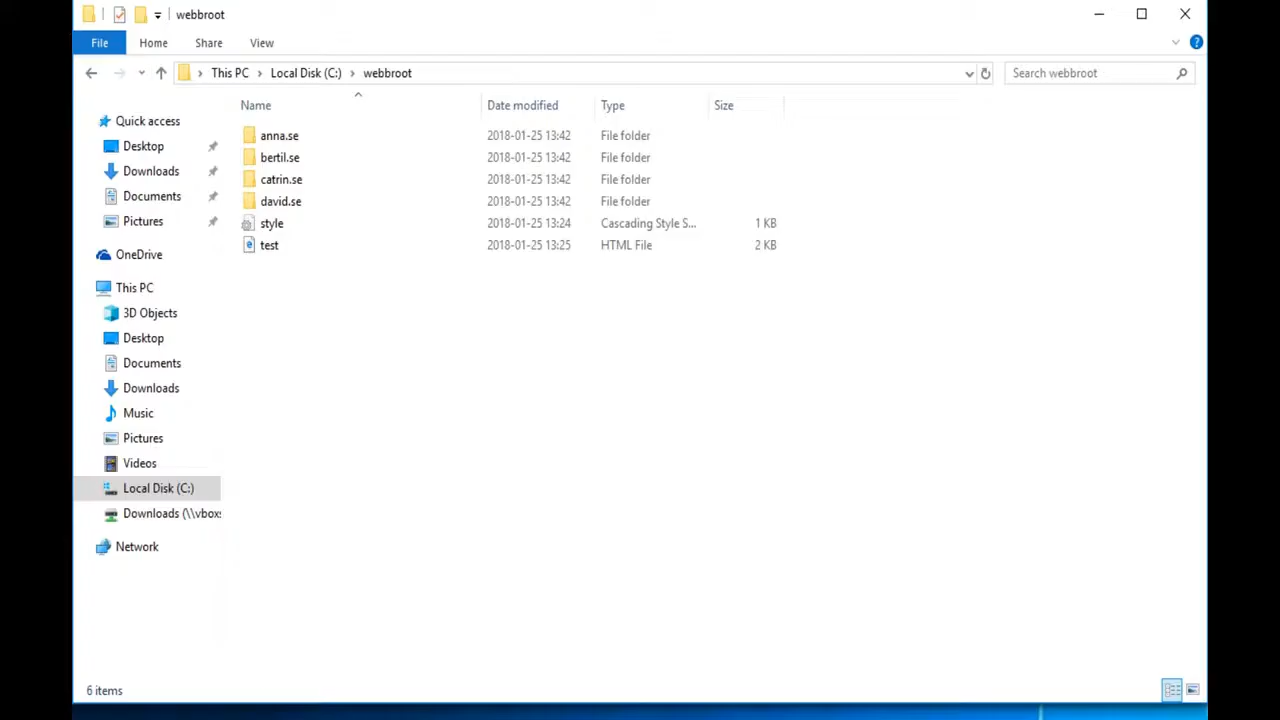 webbroot
File Home Share View
This PC Local Disk (C:) webbroot Search webbroot
Name Date modified Type Size
Quick access
Desktop
Downloads
Documents
Pictures
OneDrive
This PC
3D Objects
Desktop
Documents
Downloads
Music
Pictures
Videos
Local Disk (C:)
Downloads (\\vbox
Network
anna.se 2018-01-25 13:42 File folder
bertil.se 2018-01-25 13:42 File folder
catrin.se 2018-01-25 13:42 File folder
david.se 2018-01-25 13:42 File folder
style 2018-01-25 13:24 Cascading Style S... 1 KB
test 2018-01-25 13:25 HTML File 2 KB
6 items